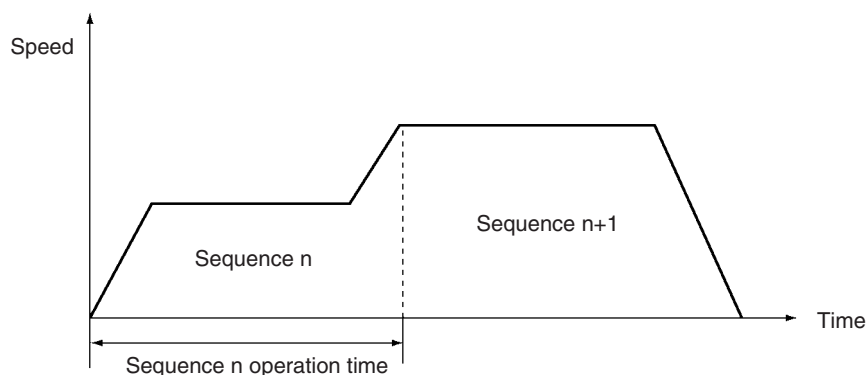 Speed
Sequence n+1
Sequence n
Time
Sequence n operation time